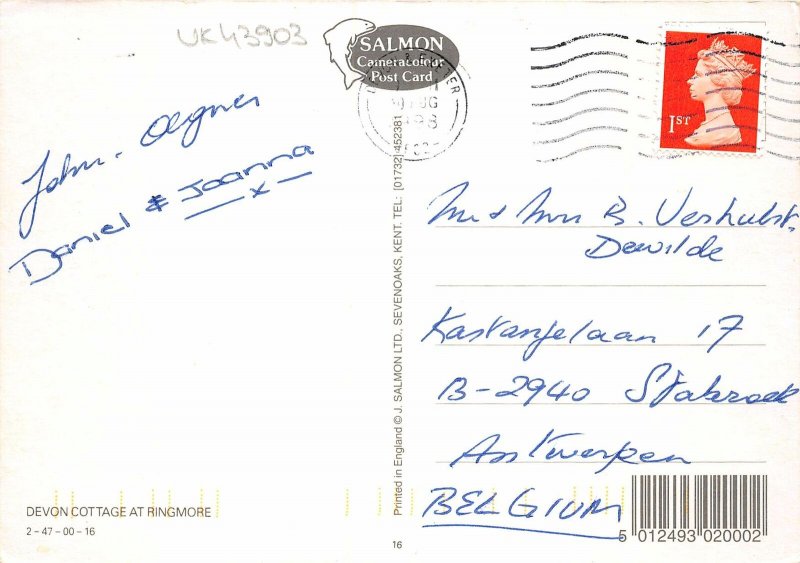 UK43903
SALMON
Cameracolour
Post Card
AUG
1ST
John - 
Daniel & Joanna
x
Mr & Mrs B. Verhulst-
Dewilde
Kastanjelaan 17
B-2940 Stabroek
Antwerpen
BELGIUM
DEVON COTTAGE AT RINGMORE
2-47-00-16
Printed in England © J. SALMON LTD., SEVENOAKS, KENT. TEL: [01732] 452381
16
5 012493 020002